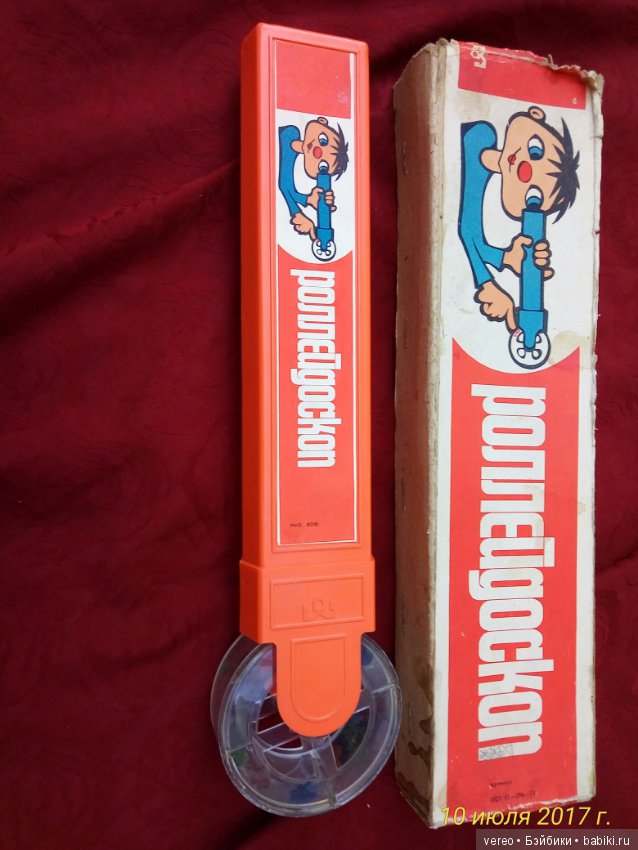 роллейдоскоп
роллейдоскоп
10 июля 2017 г.
vereo • Бэйбики • babiki.ru